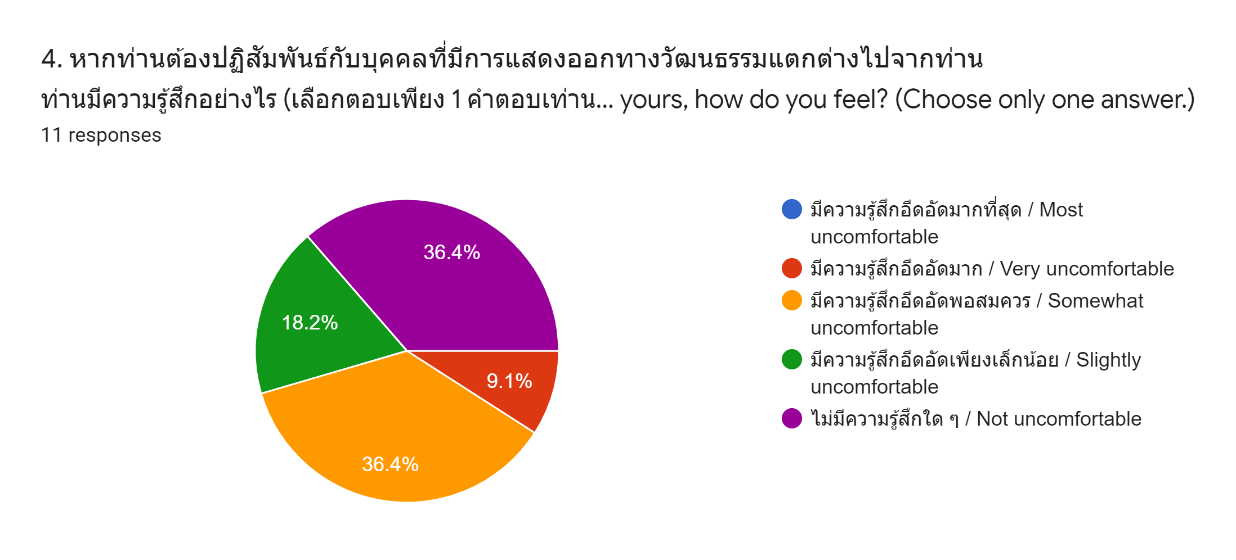 4. หากท่านต้องปฏิสัมพันธ์กับบุคคลที่มีการแสดงออกทางวัฒนธรรมแตกต่างไปจากท่าน
ท่านมีความรู้สึกอย่างไร (เลือกตอบเพียง 1 คำตอบเท่าน... yours, how do you feel? (Choose only one answer.)
11 responses
36.4%
18.2%
9.1%
36.4%
มีความรู้สึกอึดอัดมากที่สุด / Most
uncomfortable
มีความรู้สึกอึดอัดมาก / Very uncomfortable
มีความรู้สึกอึดอัดพอสมควร / Somewhat
uncomfortable
มีความรู้สึกอึดอัดเพียงเล็กน้อย / Slightly
uncomfortable
ไม่มีความรู้สึกใด ๆ / Not uncomfortable